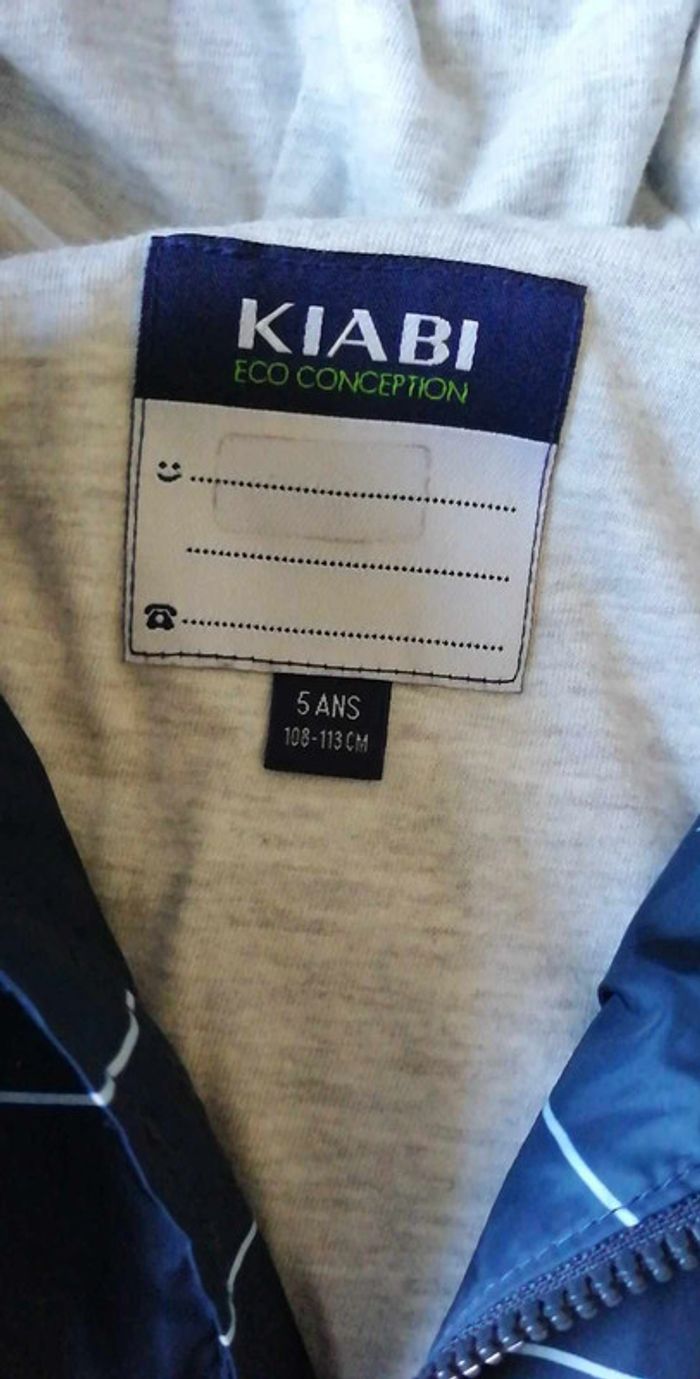 KIABI
ECO CONCEPTION
5 ANS
108-113 CM